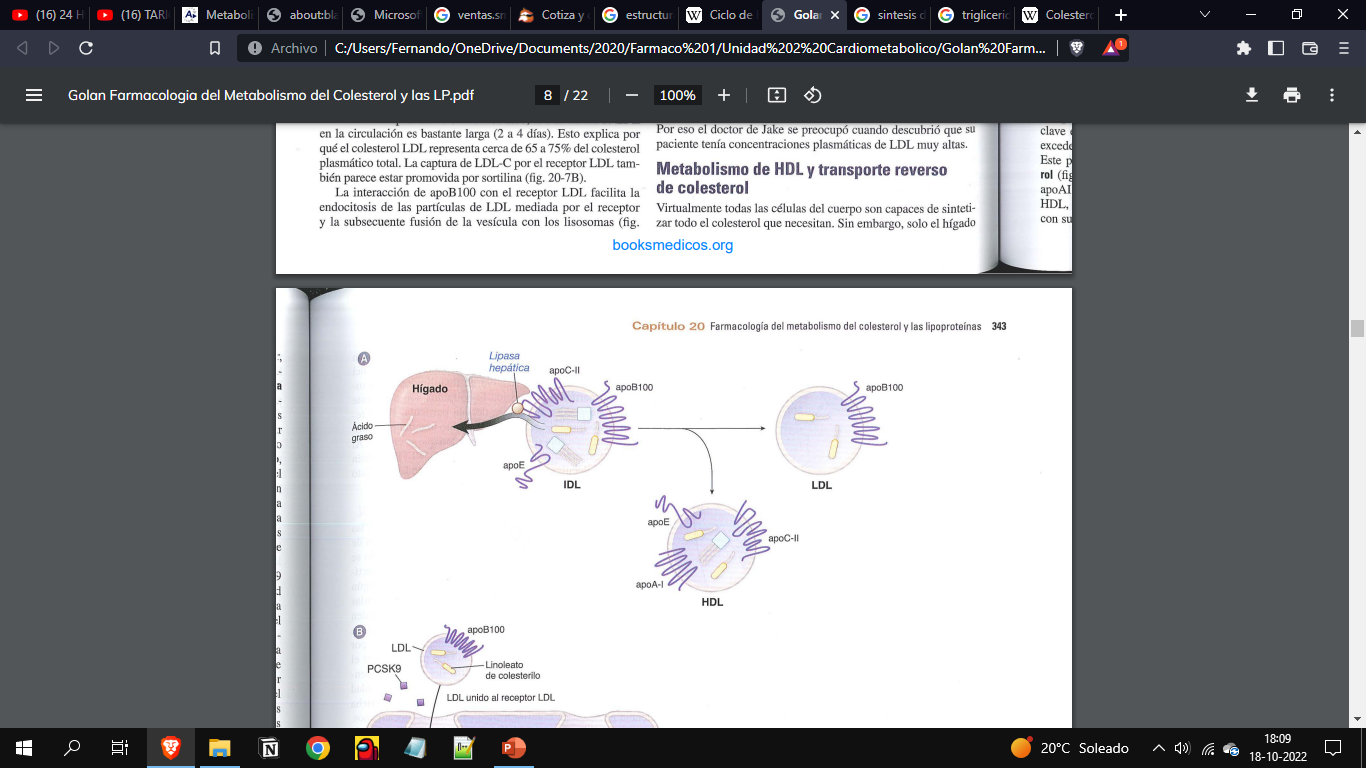 (16) 24 H
(16) TARI
Metaboli
about:bla
Microsof
ventas.sn
Cotiza y
estructur
Ciclo de
Golan
sintesis d
trigliceric
Colestero
Archivo
C:/Users/Fernando/OneDrive/Documents/2020/Farmaco%201/Unidad%202%20Cardiometabolico/Golan%20Farm...
1
Golan Farmacologia del Metabolismo del Colesterol y las LP.pdf
8 / 22
100%
en la circulación es bastante larga (2 a 4 días). Esto explica por
qué el colesterol LDL representa cerca de 65 a 75% del colesterol
plasmático total. La captura de LDL-C por el receptor LDL tam-
bién parece estar promovida por sortilina (fig. 20-7B).
La interacción de apoB100 con el receptor LDL facilita la
endocitosis de las partículas de LDL mediada por el receptor
y la subsecuente fusión de la vesícula con los lisosomas (fig.
Por eso el doctor de Jake se preocupó cuando descubrió que su
paciente tenía concentraciones plasmáticas de LDL muy altas.
Metabolismo de HDL y transporte reverso
de colesterol
Virtualmente todas las células del cuerpo son capaces de sinteti-
zar todo el colesterol que necesitan. Sin embargo, solo el hígado
clave
excede
Este p
rol (fig
apoAI
HDL,
con su
booksmedicos.org
Capítulo 20 Farmacología del metabolismo del colesterol y las lipoproteínas 343
A
Lipasa
hepática
apoC-II
Hígado
apoB100
apoB100
Ácido
graso
apoE
IDL
LDL
apoE
apoC-II
apoA-I
HDL
B
apoB100
LDL
PCSK9
Linoleato
de colesterilo
LDL unido al receptor LDL
20°C Soleado
18:09
18-10-2022